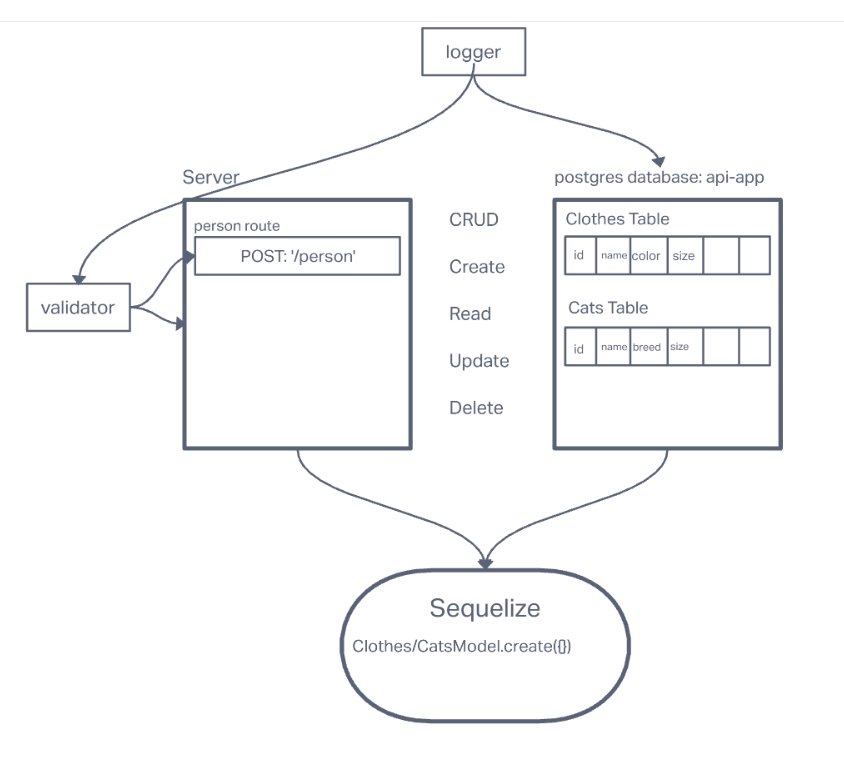 logger
Server
postgres database: api-app
person route
POST: '/person'
validator
CRUD
Create
Read
Update
Delete
Clothes Table
id name color size
Cats Table
id name breed size
Sequelize
Clothes/CatsModel.create({})